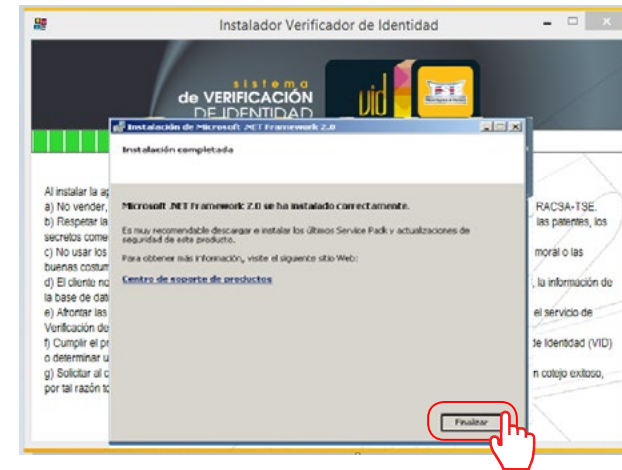 Instalador Verificador de Identidad
sistema
de VERIFICACIÓN
DE IDENTIDAD
vid
Instalación de Microsoft .NET Framework 2.0
Instalación completada
Al instalar la ap
a) No vender,
RACSA-TSE.
Microsoft .NET Framework 2.0 se ha instalado correctamente.
b) Respetar la
las patentes, los
secretos come
Es muy recomendable descargar e instalar los últimos Service Pack y actualizaciones de
seguridad de este producto.
c) No usar los
moral o las
buenas costum
Para obtener más información, visite el siguiente sitio Web:
d) El cliente no
, la información de
Centro de soporte de productos
la base de dat
e) Afrontar las
el servicio de
Verificación de
f) Cumplir el pr
de Identidad (VID)
o determinar u
g) Solicitar al c
n cotejo exitoso,
por tal razón to
Finalizar